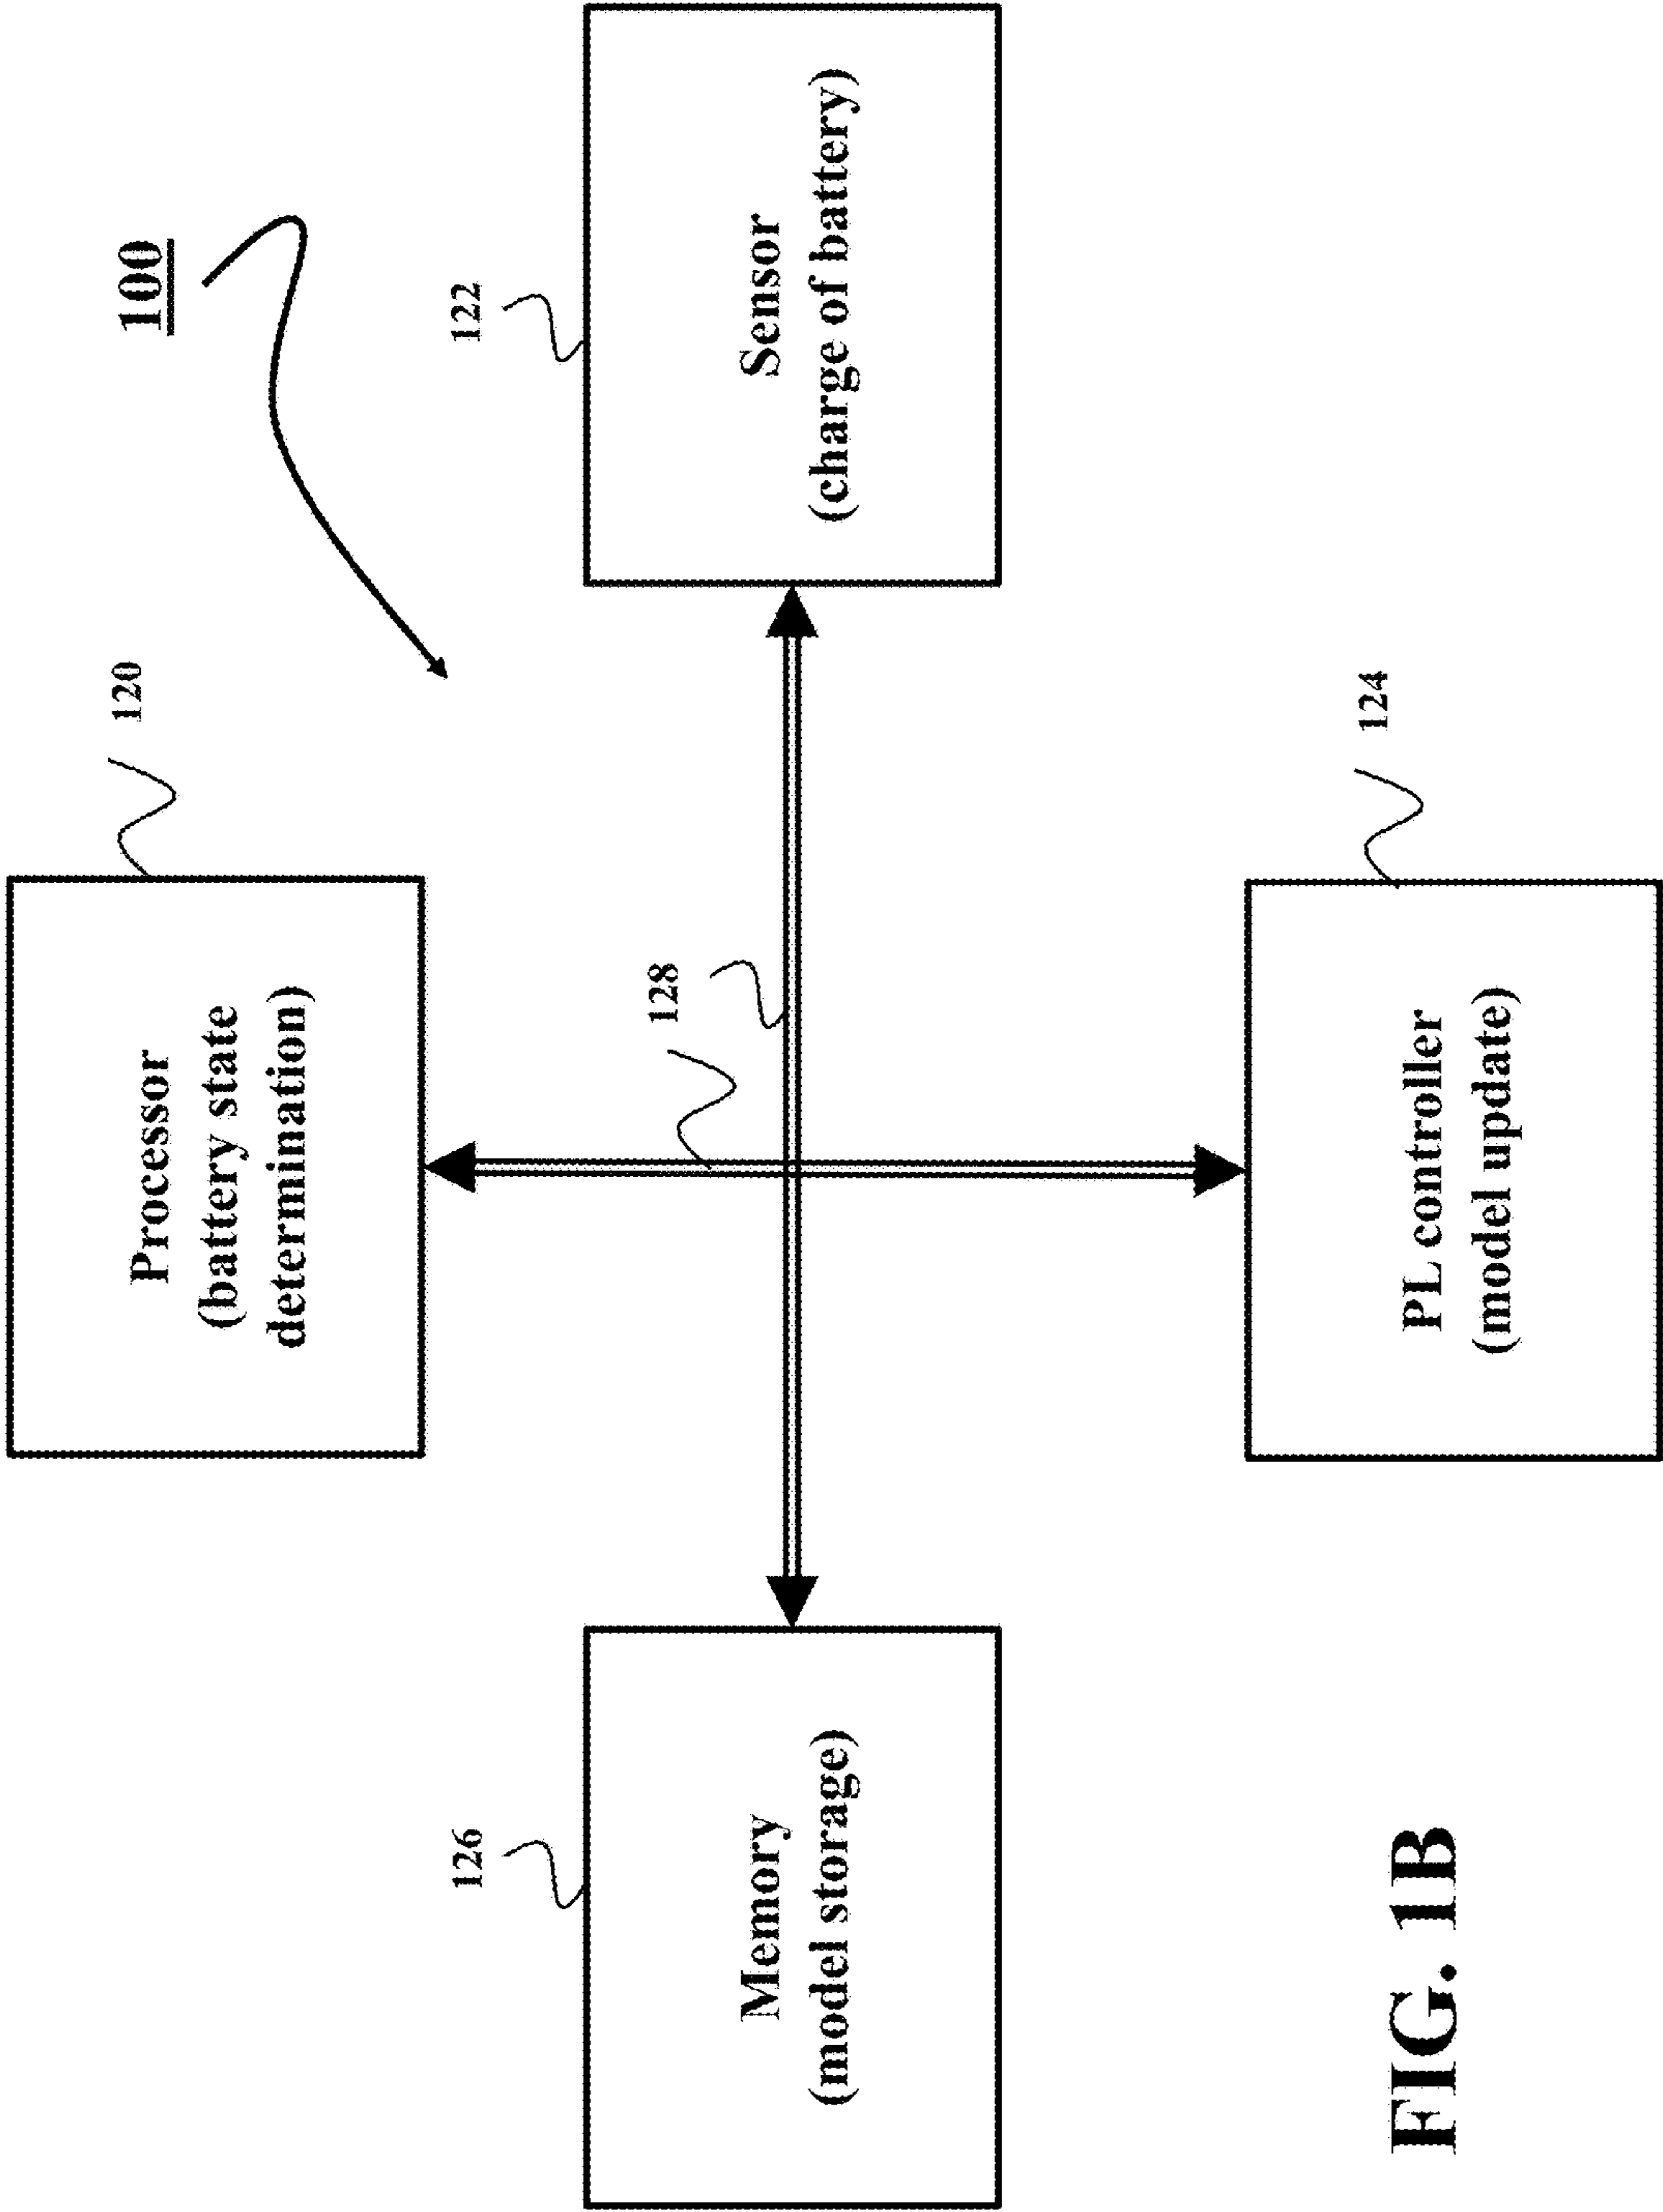 100
120
Processor
(battery state
determination)
122
Sensor
(charge of battery)
128
126
Memory
(model storage)
124
PL controller
(model update)
FIG. 1B